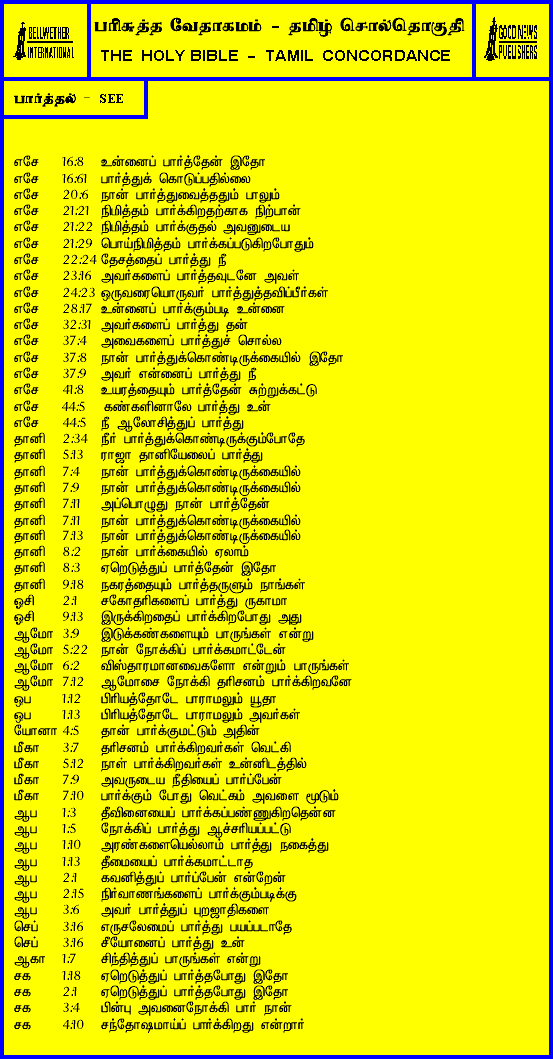 BELLWETHER
INTERNATIONAL
பரிசுத்த வேதாகமம் - தமிழ் சொல்தொகுதி
THE HOLY BIBLE - TAMIL CONCORDANCE
GOOD NEWS
PUBLISHERS
பார்த்தல் - SEE
எசே 16:8 உன்னைப் பார்த்தேன் இதோ
எசே 16:61 பார்த்துக் கொடுப்பதில்லை
எசே 20:6 நான் பார்த்துவைத்ததும் பாலும்
எசே 21:21 நிமித்தம் பார்க்கிறதற்காக நிற்பான்
எசே 21:22 நிமித்தம் பார்க்குதல் அவனுடைய
எசே 21:29 பொய்நிமித்தம் பார்க்கப்படுகிறபோதும்
எசே 22:24 தேசத்தைப் பார்த்து நீ
எசே 23:16 அவர்களைப் பார்த்தவுடனே அவள்
எசே 24:23 ஒருவரையொருவர் பார்த்துத்தவிப்பீர்கள்
எசே 28:17 உன்னைப் பார்க்கும்படி உன்னை
எசே 32:31 அவர்களைப் பார்த்து தன்
எசே 37:4 அவைகளைப் பார்த்துச் சொல்ல
எசே 37:8 நான் பார்த்துக்கொண்டிருக்கையில் இதோ
எசே 37:9 அவர் என்னைப் பார்த்து நீ
எசே 41:8 உயரத்தையும் பார்த்தேன் சுற்றுக்கட்டு
எசே 44:5 கண்களினாலே பார்த்து உன்
எசே 44:5 நீ ஆலோசித்துப் பார்த்து
தானி 2:34 நீர் பார்த்துக்கொண்டிருக்கும்போதே
தானி 5:13 ராஜா தானியேலைப் பார்த்து
தானி 7:4 நான் பார்த்துக்கொண்டிருக்கையில்
தானி 7:9 நான் பார்த்துக்கொண்டிருக்கையில்
தானி 7:11 அப்பொழுது நான் பார்த்தேன்
தானி 7:11 நான் பார்த்துக்கொண்டிருக்கையில்
தானி 7:13 நான் பார்த்துக்கொண்டிருக்கையில்
தானி 8:2 நான் பார்க்கையில் ஏலாம்
தானி 8:3 ஏறெடுத்துப் பார்த்தேன் இதோ
தானி 9:18 நகரத்தையும் பார்த்தருளும் நாங்கள்
ஓசி 2:1 சகோதரிகளைப் பார்த்து ருகாமா
ஓசி 9:13 இருக்கிறதைப் பார்க்கிறபோது அது
ஆமோ 3:9 இடுக்கண்களையும் பாருங்கள் என்று
ஆமோ 5:22 நான் நோக்கிப் பார்க்கமாட்டேன்
ஆமோ 6:2 விஸ்தாரமானவைகளோ என்றும் பாருங்கள்
ஆமோ 7:12 ஆமோசை நோக்கி தரிசனம் பார்க்கிறவனே
ஒப 1:12 பிரியத்தோடே பாராமலும் யூதா
ஒப 1:13 பிரியத்தோடே பாராமலும் அவர்கள்
யோனா 4:5 தான் பார்க்குமட்டும் அதின்
மீகா 3:7 தரிசனம் பார்க்கிறவர்கள் வெட்கி
மீகா 5:12 நாள் பார்க்கிறவர்கள் உன்னிடத்தில்
மீகா 7:9 அவருடைய நீதியைப் பார்ப்பேன்
மீகா 7:10 பார்க்கும் போது வெட்கம் அவளை மூடும்
ஆப 1:3 தீவினையைப் பார்க்கப்பண்ணுகிறதென்ன
ஆப 1:5 நோக்கிப் பார்த்து ஆச்சரியப்பட்டு
ஆப 1:10 அரண்களையெல்லாம் பார்த்து நகைத்து
ஆப 1:13 தீமையைப் பார்க்கமாட்டாத
ஆப 2:1 கவனித்துப் பார்ப்பேன் என்றேன்
ஆப 2:15 நிர்வாணங்களைப் பார்க்கும்படிக்கு
ஆப 3:6 அவர் பார்த்துப் புறஜாதிகளை
செப் 3:16 எருசலேமைப் பார்த்து பயப்படாதே
செப் 3:16 சீயோனைப் பார்த்து உன்
ஆகா 1:7 சிந்தித்துப் பாருங்கள் என்று
சக 1:18 ஏறெடுத்துப் பார்த்தபோது இதோ
சக 2:1 ஏறெடுத்துப் பார்த்தபோது இதோ
சக 3:4 பின்பு அவனைநோக்கி பார் நான்
சக 4:10 சந்தோஷமாய்ப் பார்க்கிறது என்றார்